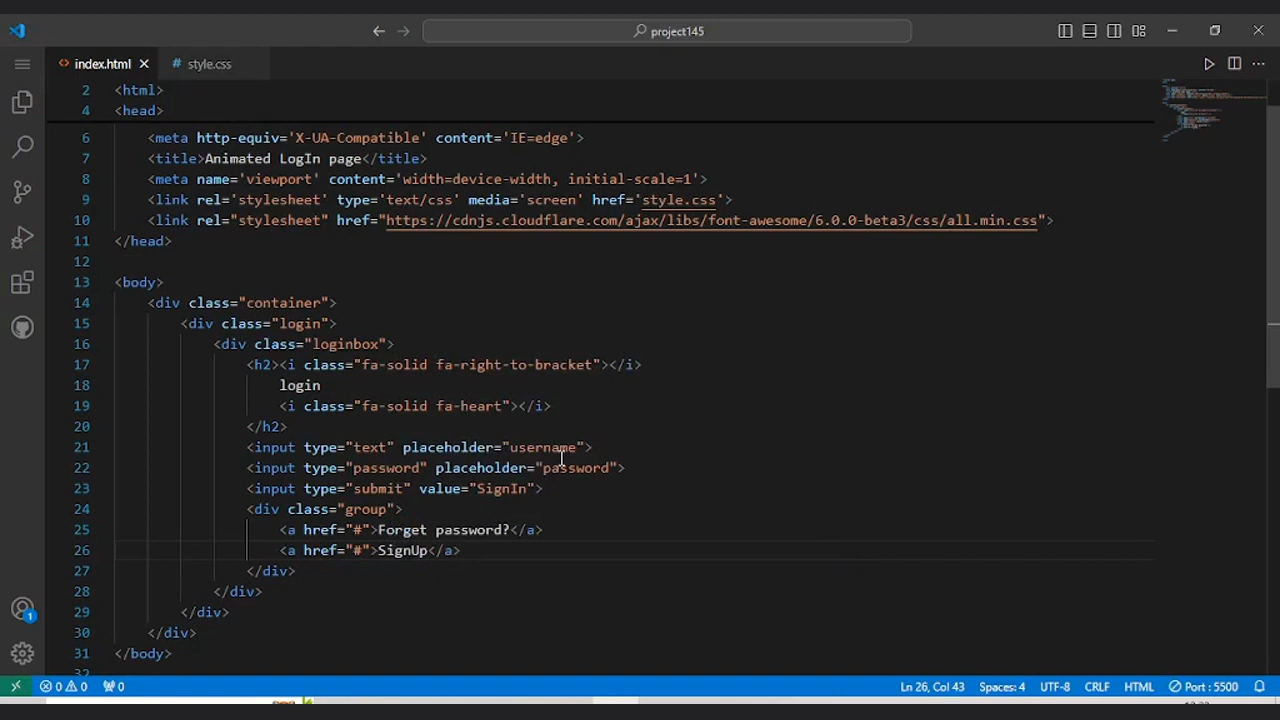 project145
index.html
# style.css
2 <html>
4 <head>
6 <meta http-equiv='X-UA-Compatible' content='IE=edge'>
7 <title>Animated LogIn page</title>
8 <meta name='viewport' content='width=device-width, initial-scale=1'>
9 <link rel='stylesheet' type='text/css' media='screen' href='style.css'>
10 <link rel="stylesheet" href="https://cdnjs.cloudflare.com/ajax/libs/font-awesome/6.0.0-beta3/css/all.min.css">
11 </head>
12
13 <body>
14 <div class="container">
15 <div class="login">
16 <div class="loginbox">
17 <h2><i class="fa-solid fa-right-to-bracket"></i>
18 login
19 <i class="fa-solid fa-heart"></i>
20 </h2>
21 <input type="text" placeholder="username">
22 <input type="password" placeholder="password">
23 <input type="submit" value="SignIn">
24 <div class="group">
25 <a href="#">Forget password?</a>
26 <a href="#">SignUp</a>
27 </div>
28 </div>
29 </div>
30 </div>
31 </body>
32
1
0 0 0 Ln 26, Col 43 Spaces: 4 UTF-8 CRLF HTML Port : 5500